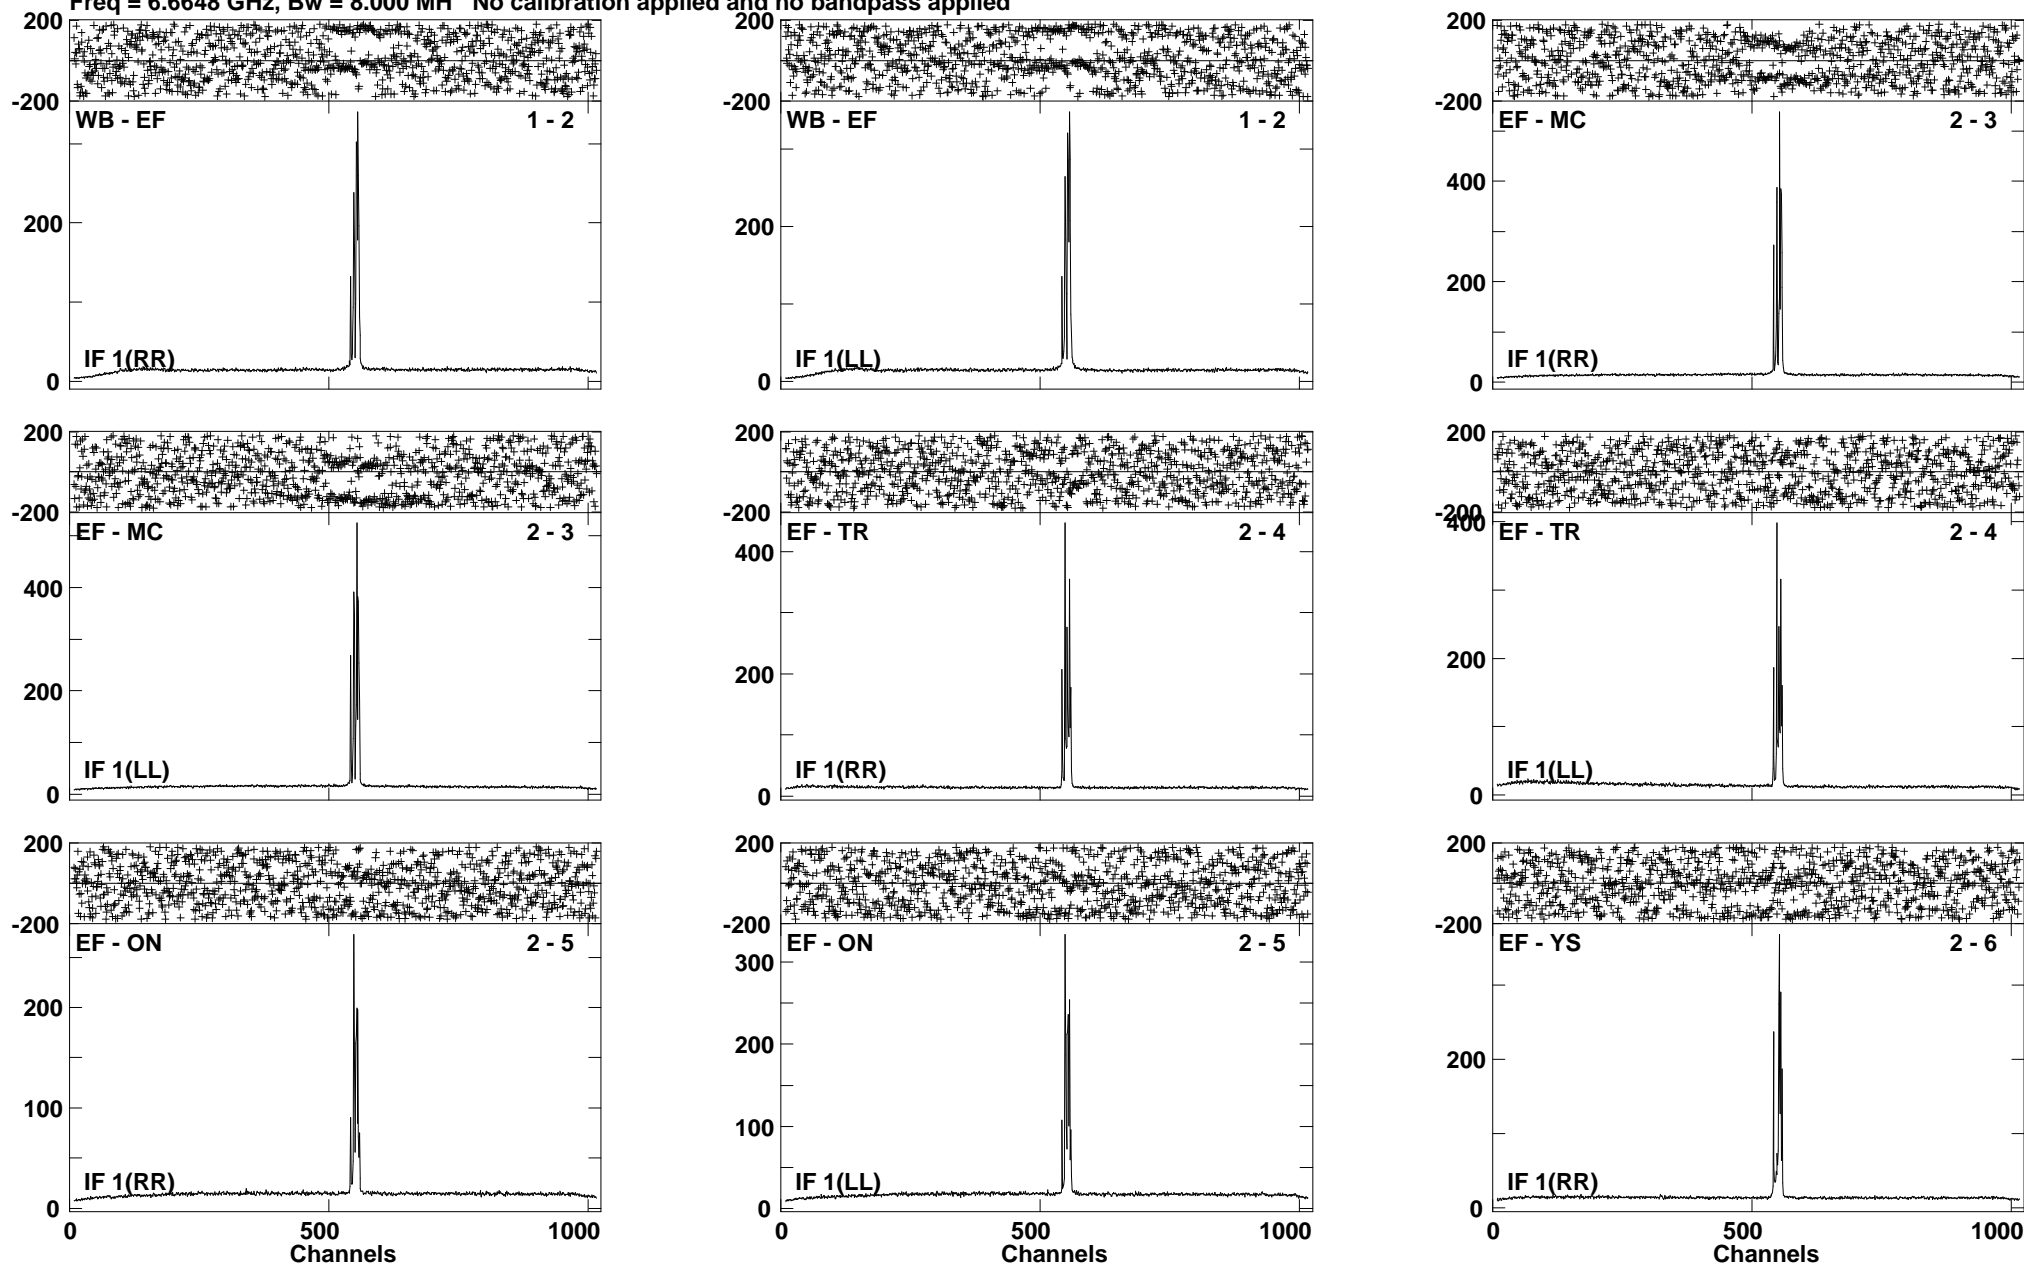 Freq = 6.6648 GHz, Bw = 8.000 MH No calibration applied and no bandpass applied
200
-200
WB - EF 1 - 2
200
IF 1(RR)
0
200
-200
WB - EF 1 - 2
200
IF 1(LL)
0
200
-200
EF - MC 2 - 3
400
200
IF 1(RR)
0
200
-200
EF - MC 2 - 3
400
200
IF 1(LL)
0
200
-200
EF - TR 2 - 4
400
200
IF 1(RR)
0
200
-200
400
EF - TR 2 - 4
200
IF 1(LL)
0
200
-200
EF - ON 2 - 5
200
100
IF 1(RR)
0
0 500 1000
Channels
200
-200
EF - ON 2 - 5
300
200
100
IF 1(LL)
0
0 500 1000
Channels
200
-200
EF - YS 2 - 6
200
IF 1(RR)
0
0 500 1000
Channels